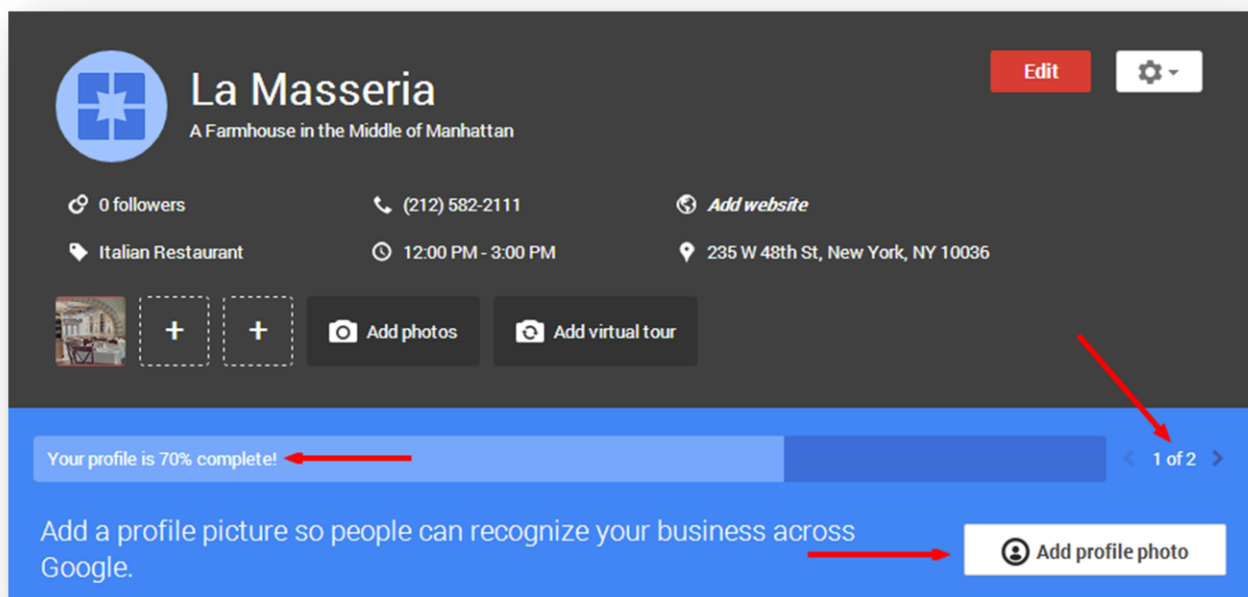 La Masseria
A Farmhouse in the Middle of Manhattan
Edit
0 followers
(212) 582-2111
Add website
Italian Restaurant
12:00 PM - 3:00 PM
235 W 48th St, New York, NY 10036
+
+
Add photos
Add virtual tour
Your profile is 70% complete!
< 1 of 2 >
Add a profile picture so people can recognize your business across
Google.
Add profile photo